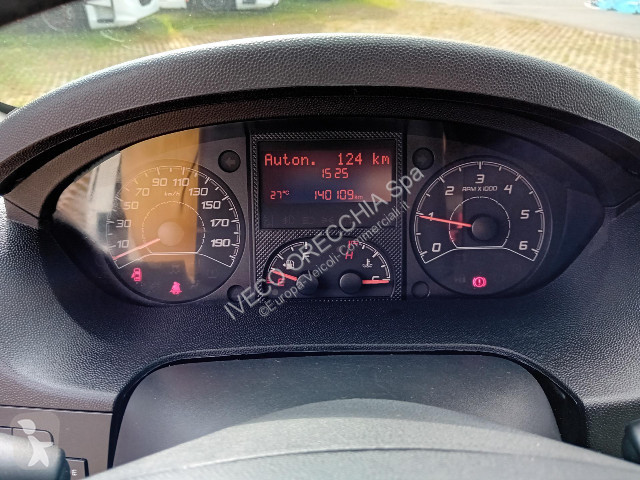 Auton. 124 km
15:25
27°C 140109 km
10 30 50 70 90 110 130 150 170 190
km/h
0 1 2 3 4 5 6
RPM X 1000
H
C
IVECO ORECCHIA Spa
©Europa-Veicoli-Commerciali.
E